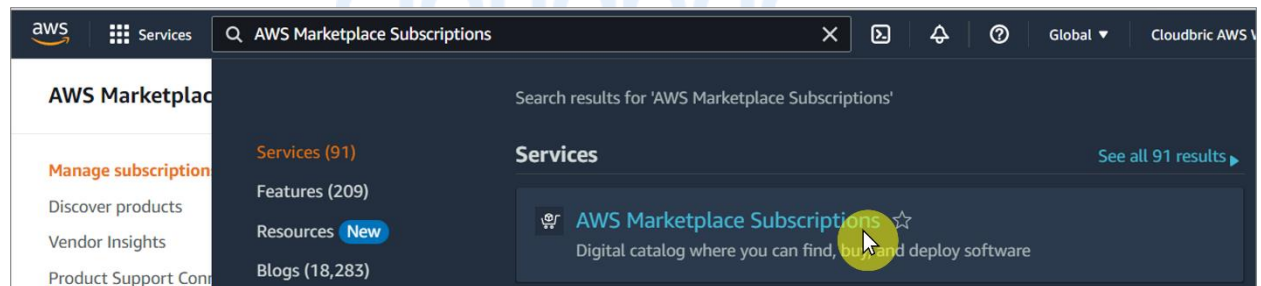 aws
Services
AWS Marketplace Subscriptions
Global
Cloudbric AWS
AWS Marketplac
Manage subscription
Discover products
Vendor Insights
Product Support Conn
Search results for 'AWS Marketplace Subscriptions'
Services (91)
Features (209)
Resources New
Blogs (18,283)
Services
See all 91 results
AWS Marketplace Subscriptions
Digital catalog where you can find, buy, and deploy software